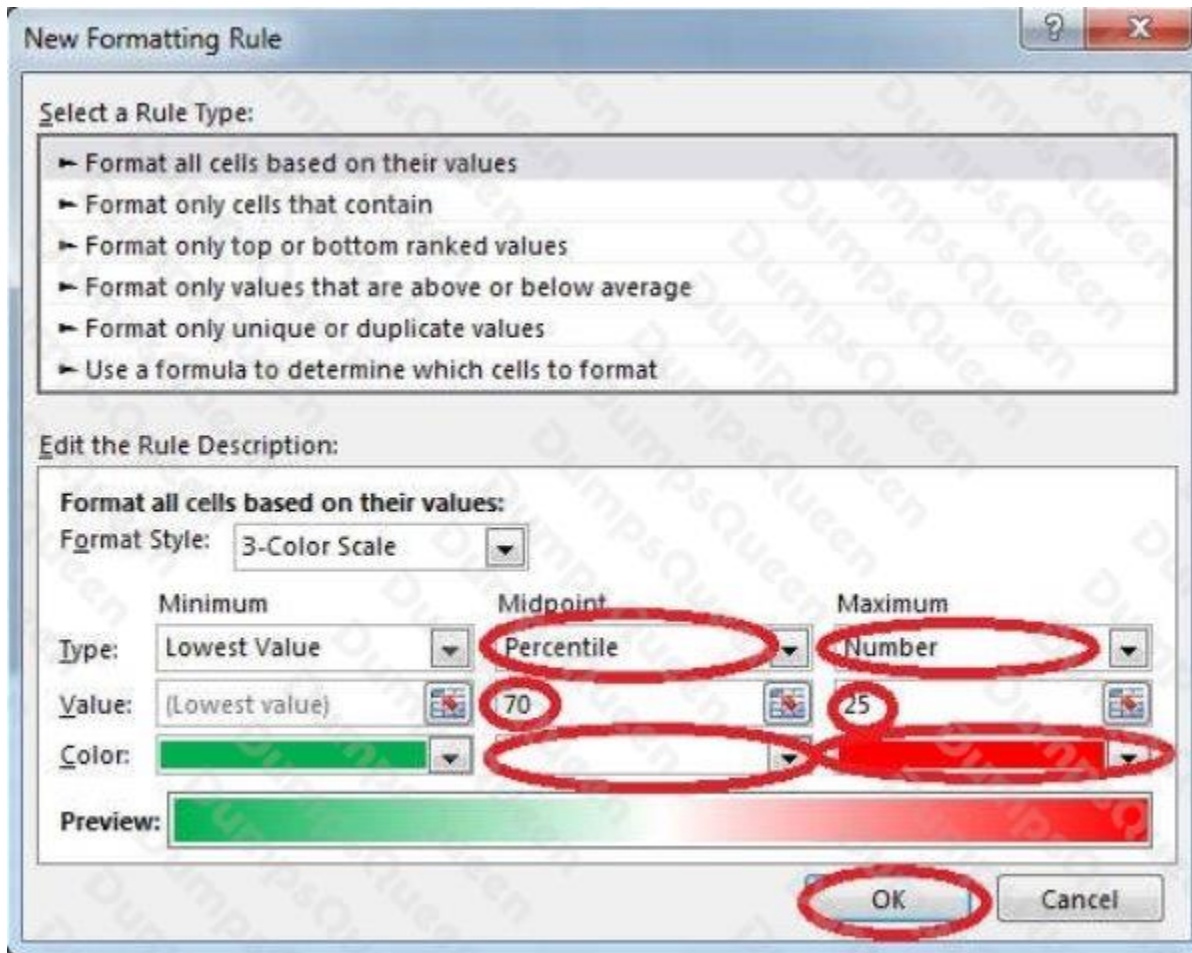 New Formatting Rule
Select a Rule Type:
► Format all cells based on their values
► Format only cells that contain
► Format only top or bottom ranked values
► Format only values that are above or below average
► Format only unique or duplicate values
► Use a formula to determine which cells to format
Edit the Rule Description:
Format all cells based on their values:
Format Style: 3-Color Scale
Minimum Midpoint Maximum
Type: Lowest Value Percentile Number
Value: (Lowest value) 70 25
Color:
Preview:
OK Cancel
DumpsQueen